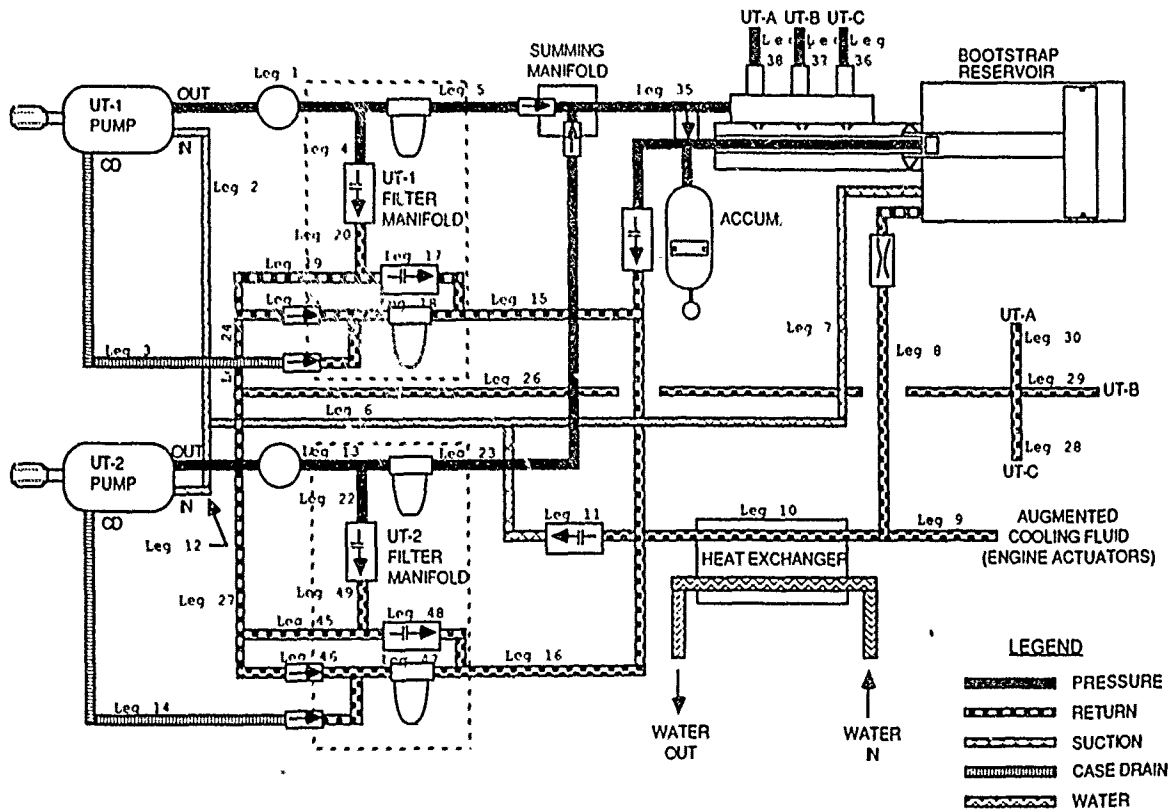 UT-A UT-B UT-C
Leg 38
Leg 37
Leg 36
SUMMING
MANIFOLD
BOOTSTRAP
RESERVOIR
OUT
Leg 1
Leg 5
Leg 35
UT-1
PUMP
IN
CD
Leg 2
Leg 4
UT-1
FILTER
MANIFOLD
ACCUM.
Leg 20
Leg 19
Leg 17
Leg
Leg 18
Leg 15
Leg 3
24
Leg 7
Leg 8
UT-A
Leg 30
Leg 26
Leg 29
UT-B
Leg 6
Leg 28
UT-C
OUT
UT-2
PUMP
IN
CD
Leg 13
Leg 23
Leg 22
Leg 12
UT-2
FILTER
MANIFOLD
Leg 11
Leg 10
HEAT EXCHANGER
Leg 9
AUGMENTED
COOLING FLUID
(ENGINE ACTUATORS)
Leg 27
Leg 49
Leg 45
Leg 48
Leg 46
Leg 47
Leg 16
Leg 14
WATER
OUT
WATER
IN
LEGEND
PRESSURE
RETURN
SUCTION
CASE DRAIN
WATER